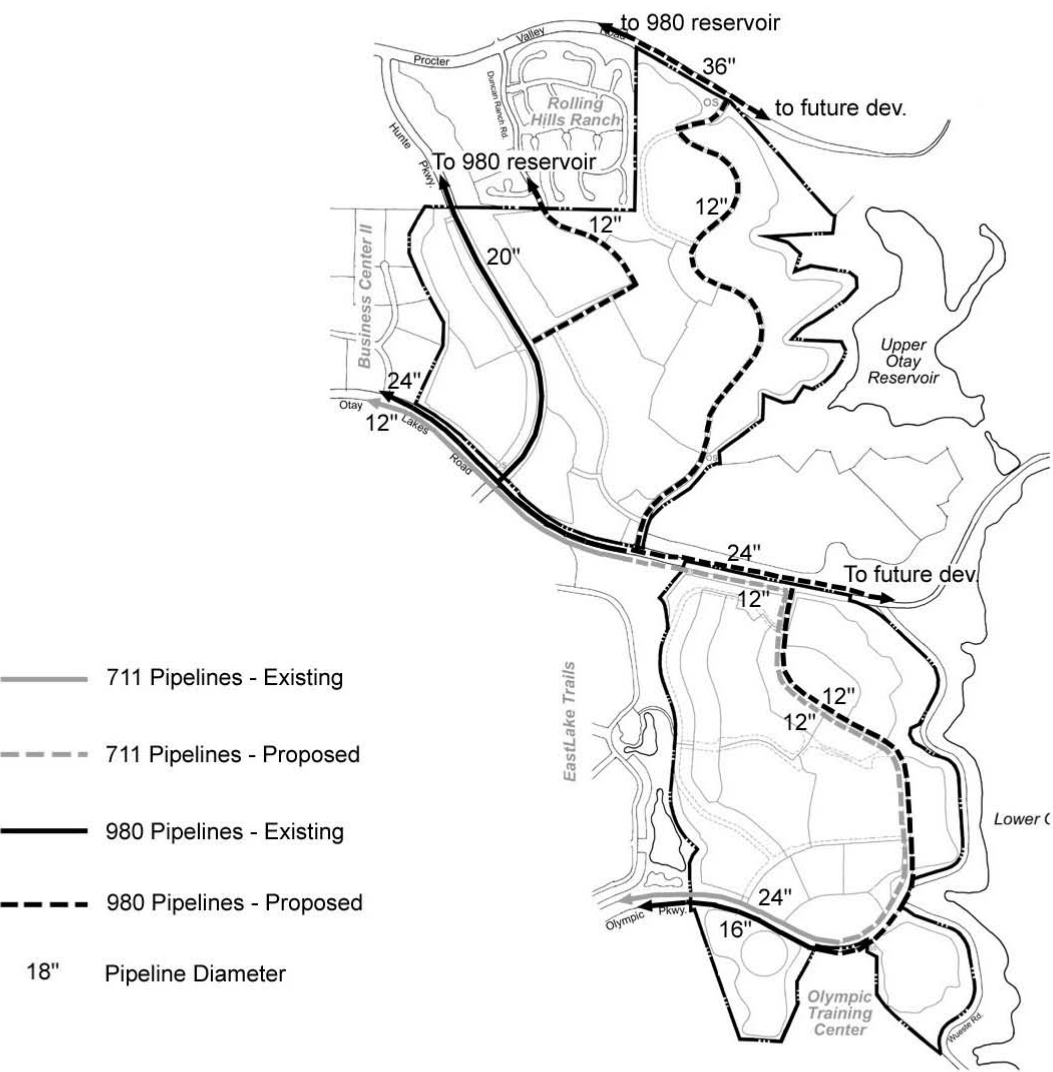 to 980 reservoir
Valley
Road
Procter
36"
Duncan Ranch Rd.
Rolling
Hills Ranch
OS
to future dev.
Hunte
Pkwy.
To 980 reservoir
12"
12"
20"
Business Center II
Upper
Otay
Reservoir
24"
Otay
12"
Lakes
Road
OS
24"
To future dev.
12"
EastLake Trails
12"
12"
711 Pipelines - Existing
711 Pipelines - Proposed
980 Pipelines - Existing
980 Pipelines - Proposed
18" Pipeline Diameter
Lower
24"
Olympic Pkwy.
16"
Olympic
Training
Center
Wueste Rd.